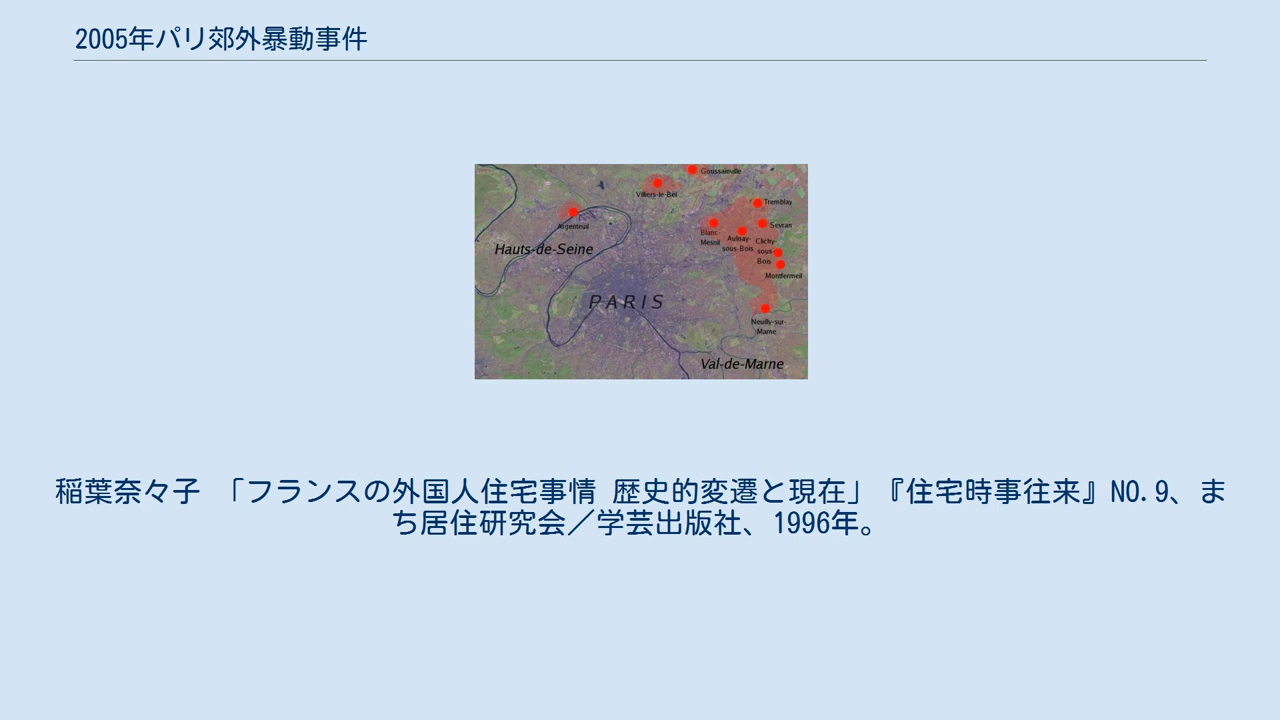 2005年パリ郊外暴動事件
Goussainville
Villiers-le-Bel
Tremblay
Argenteuil
Sevran
Blanc-
Mesnil
Aulnay-
sous-Bois
Clichy-
sous-
Bois
Hauts-de-Seine
Montfermeil
PARIS
Neuilly-sur-
Marne
Val-de-Marne
稲葉奈々子 「フランスの外国人住宅事情 歴史的変遷と現在」『住宅時事往来』NO.9、ま
ち居住研究会／学芸出版社、1996年。